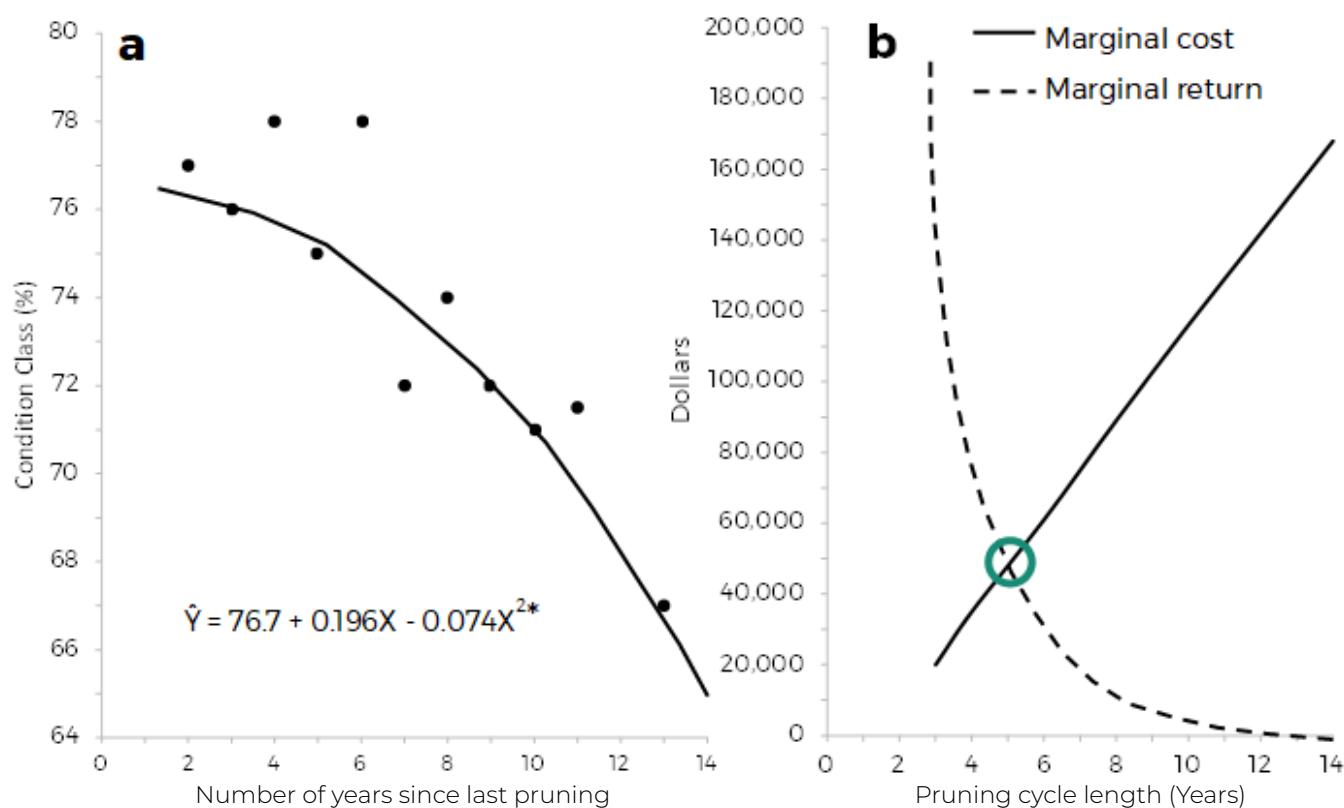 a
80
78
76
74
72
70
68
66
64
Condition Class (%)
Ŷ = 76.7 + 0.196X - 0.074X²*
0 2 4 6 8 10 12 14
Number of years since last pruning
b
Marginal cost
Marginal return
200,000
180,000
160,000
140,000
120,000
100,000
80,000
60,000
40,000
20,000
0
Dollars
0 2 4 6 8 10 12 14
Pruning cycle length (Years)